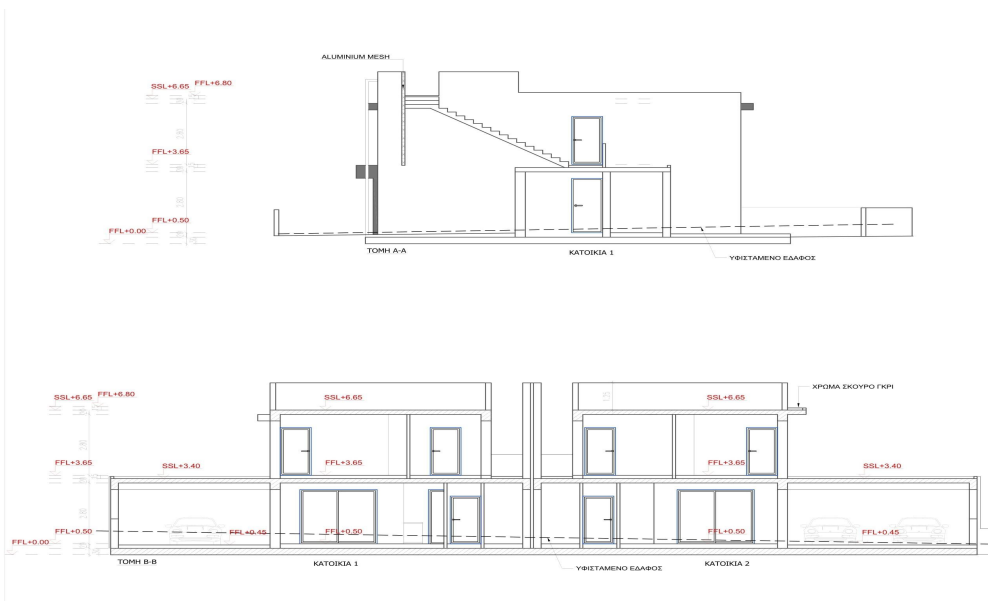 ALUMINIUM MESH
SSL+6.65 FFL+6.80
FFL+3.65
FFL+0.50
FFL+0.00
ΤΟΜΗ Α-Α
ΚΑΤΟΙΚΙΑ 1
ΥΦΙΣΤΑΜΕΝΟ ΕΔΑΦΟΣ
ΧΡΩΜΑ ΣΚΟΥΡΟ ΓΚΡΙ
SSL+6.65 FFL+6.80 SSL+6.65 SSL+6.65
FFL+3.65 SSL+3.40 FFL+3.65 FFL+3.65 SSL+3.40
FFL+0.50 FFL+0.45 FFL+0.50 FFL+0.50 FFL+0.45
FFL+0.00
ΤΟΜΗ Β-Β ΚΑΤΟΙΚΙΑ 1 ΚΑΤΟΙΚΙΑ 2
ΥΦΙΣΤΑΜΕΝΟ ΕΔΑΦΟΣ